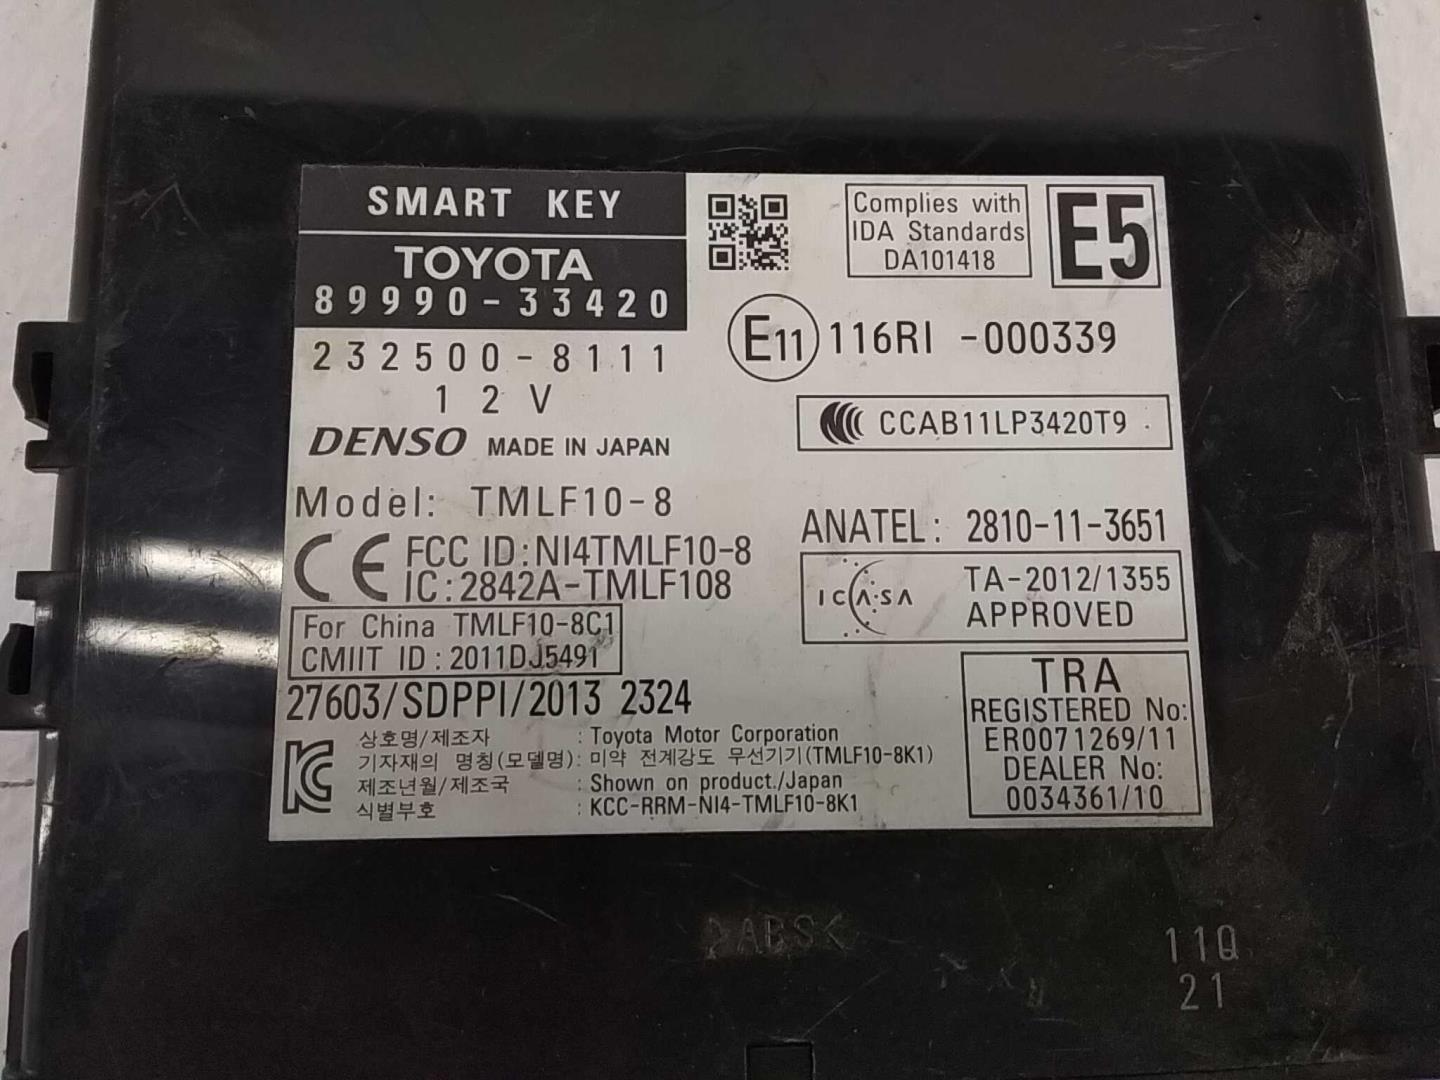 SMART KEY
TOYOTA
89990-33420
232500-8111
12V
DENSO MADE IN JAPAN
Model: TMLF10-8
CE FCC ID:NI4TMLF10-8
IC:2842A-TMLF108
For China TMLF10-8C1
CMIIT ID:2011DJ5491
27603/SDPPI/2013 2324
상호명/제조자 : Toyota Motor Corporation
기자재의 명칭(모델명): 미약 전계강도 무선기기(TMLF10-8K1)
제조년월/제조국 : Shown on product./Japan
식별부호 : KCC-RRM-NI4-TMLF10-8K1
Complies with
IDA Standards
DA101418
E5
E11 116RI -000339
CCAB11LP3420T9
ANATEL: 2810-11-3651
ICASA
TA-2012/1355
APPROVED
TRA
REGISTERED No:
ER0071269/11
DEALER No:
0034361/10
>ABS<
11Q
21